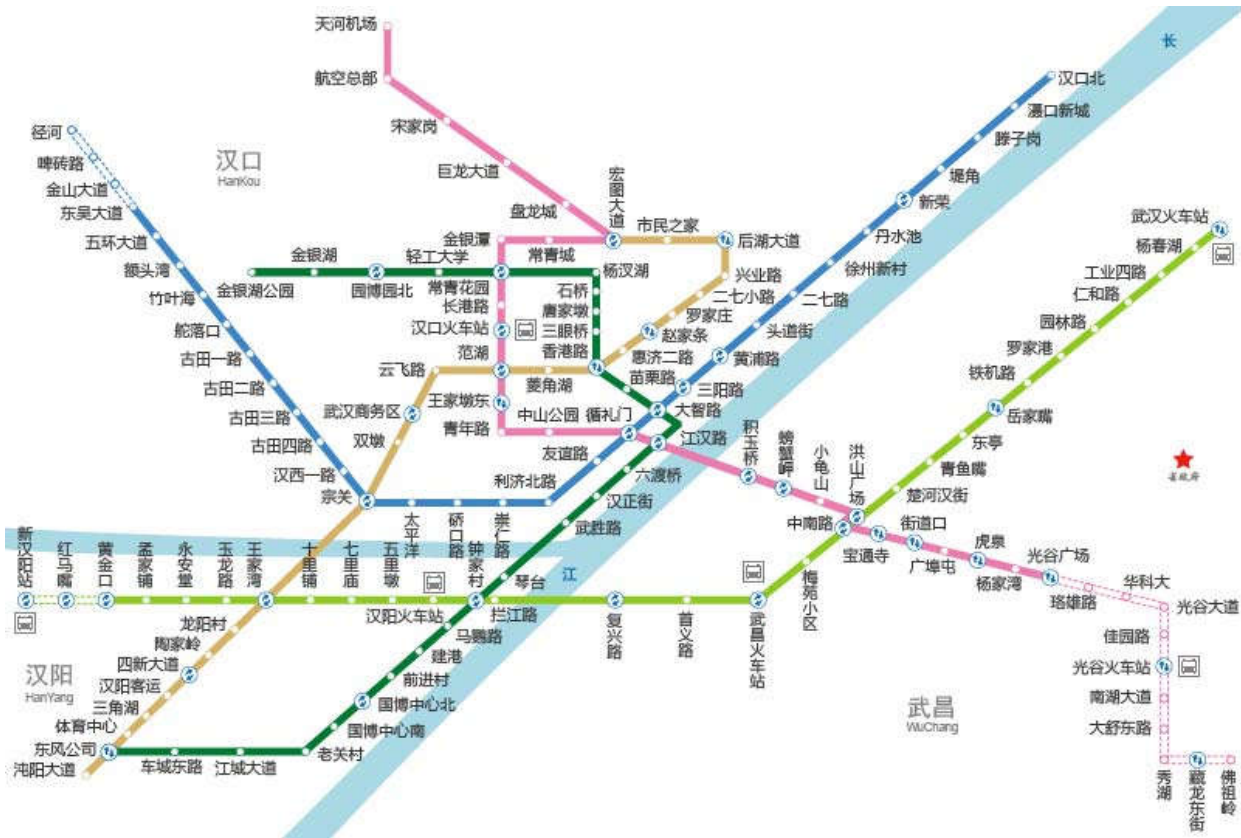 天河机场
航空总部
宋家岗
巨龙大道
盘龙城
宏图大道
常青城
金银潭
常青花园
长港路
汉口火车站
范湖
王家墩东
青年路
中山公园
循礼门
江汉路
积玉桥
螃蟹岬
小龟山
洪山广场
中南路
宝通寺
街道口
广埠屯
虎泉
杨家湾
光谷广场
珞雄路
华科大
光谷大道
佳园路
光谷火车站
南湖大道
大舒东路
秀湖
藏龙东街
佛祖岭
汉口北
滠口新城
滕子岗
堤角
新荣
丹水池
徐州新村
二七路
头道街
黄浦路
三阳路
大智路
友谊路
利济北路
崇仁路
硚口路
太平洋
宗关
汉西一路
古田四路
古田三路
古田二路
古田一路
舵落口
竹叶海
额头湾
五环大道
东吴大道
金山大道
啤砖路
径河
金银湖公园
金银湖
园博园北
轻工大学
杨汉湖
石桥
唐家墩
三眼桥
香港路
苗栗路
六渡桥
汉正街
武胜路
琴台
钟家村
马鹦路
建港
前进村
国博中心北
国博中心南
老关村
江城大道
车城东路
东风公司
市民之家
后湖大道
兴业路
二七小路
罗家庄
赵家条
惠济二路
菱角湖
云飞路
武汉商务区
双墩
王家湾
龙阳村
陶家岭
四新大道
汉阳客运
三角湖
体育中心
沌阳大道
武汉火车站
杨春湖
工业四路
仁和路
园林路
罗家港
铁机路
岳家嘴
东亭
青鱼嘴
楚河汉街
梅苑小区
武昌火车站
首义路
复兴路
拦江路
汉阳火车站
五里墩
七里庙
十里铺
玉龙路
永安堂
孟家铺
黄金口
红马嘴
新汉阳站
汉口
HanKou
汉阳
HanYang
武昌
WuChang
长
江
省政府